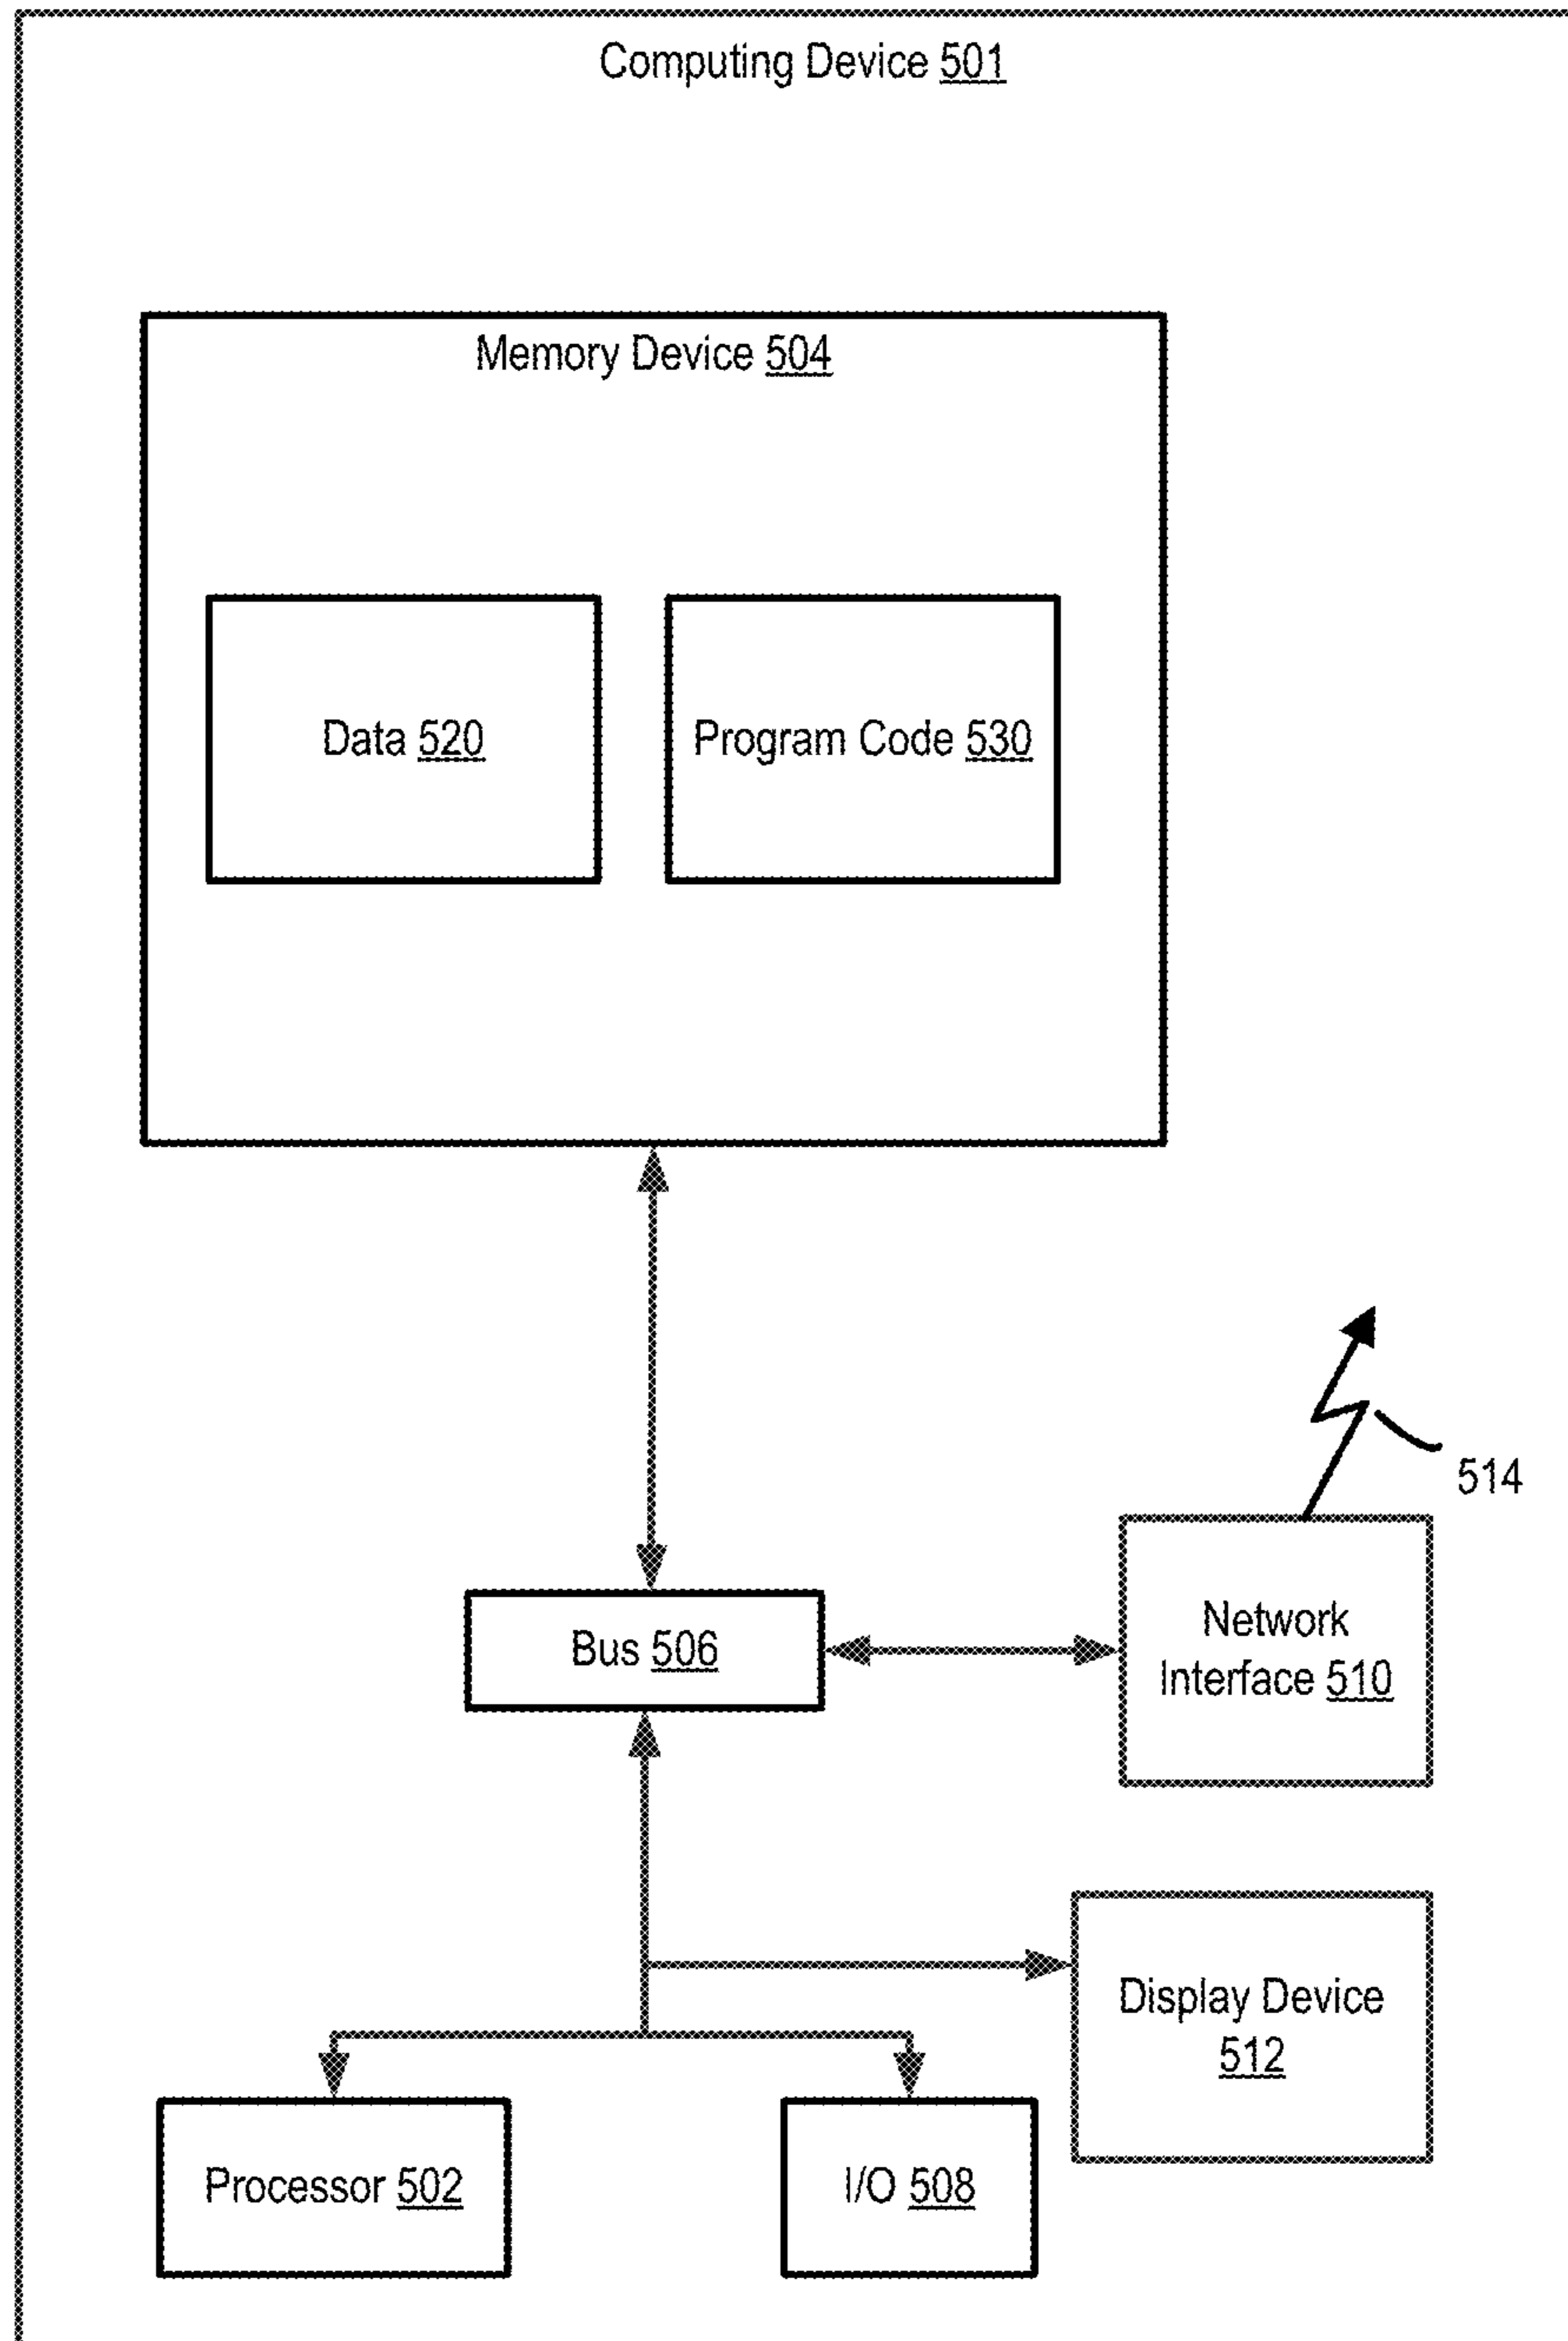 Computing Device 501
Memory Device 504
Data 520
Program Code 530
514
Bus 506
Network
Interface 510
Display Device
512
Processor 502
I/O 508